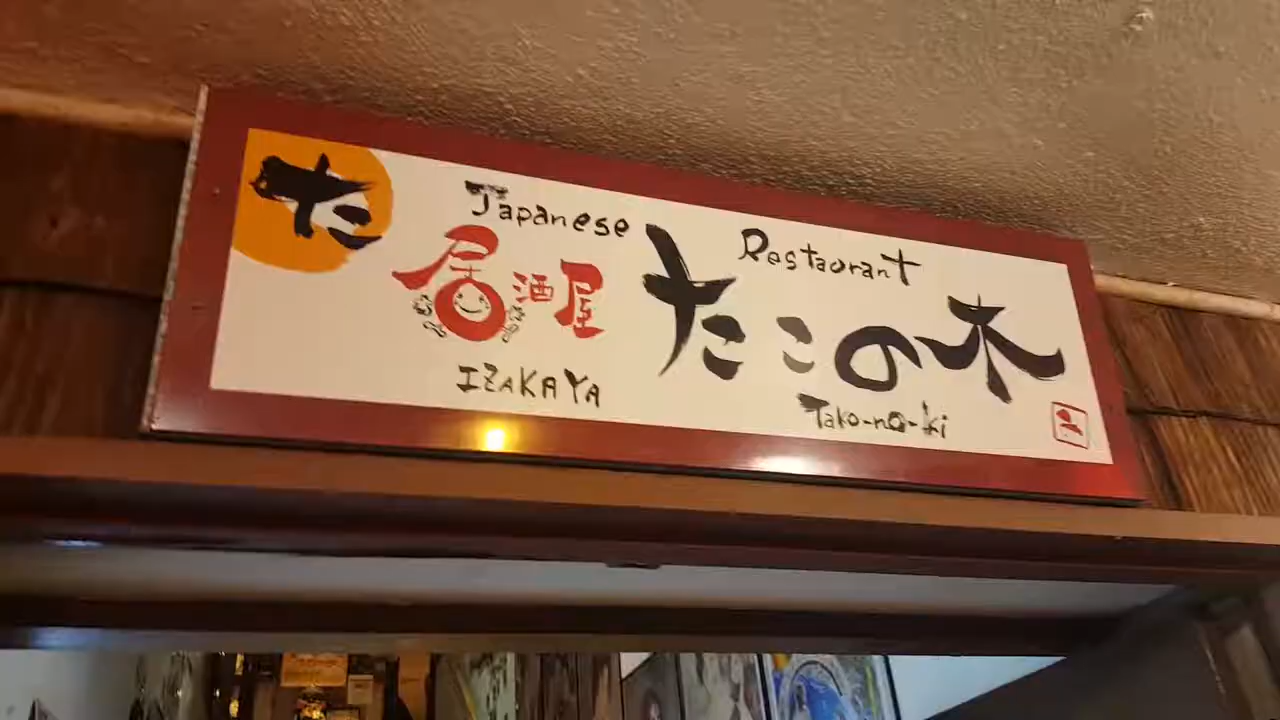 た
Japanese Restaurant
居酒屋 たこの木
IZAKAYA Tako-no-ki